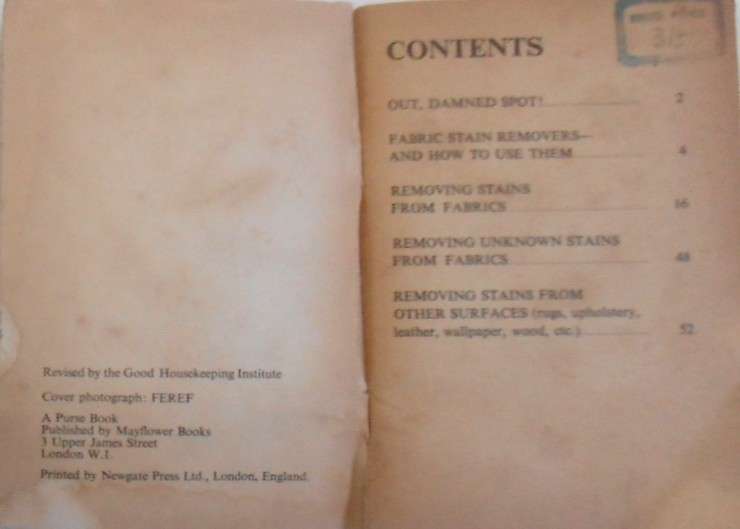 Revised by the Good Housekeeping Institute
Cover photograph: FEREF
A Purse Book
Published by Mayflower Books
3 Upper James Street
London W.1.
Printed by Newgate Press Ltd., London, England.
CONTENTS
OUT, DAMNED SPOT! 2
FABRIC STAIN REMOVERS—
AND HOW TO USE THEM 4
REMOVING STAINS
FROM FABRICS 16
REMOVING UNKNOWN STAINS
FROM FABRICS 48
REMOVING STAINS FROM
OTHER SURFACES (rugs, upholstery,
leather, wallpaper, wood, etc.) 52